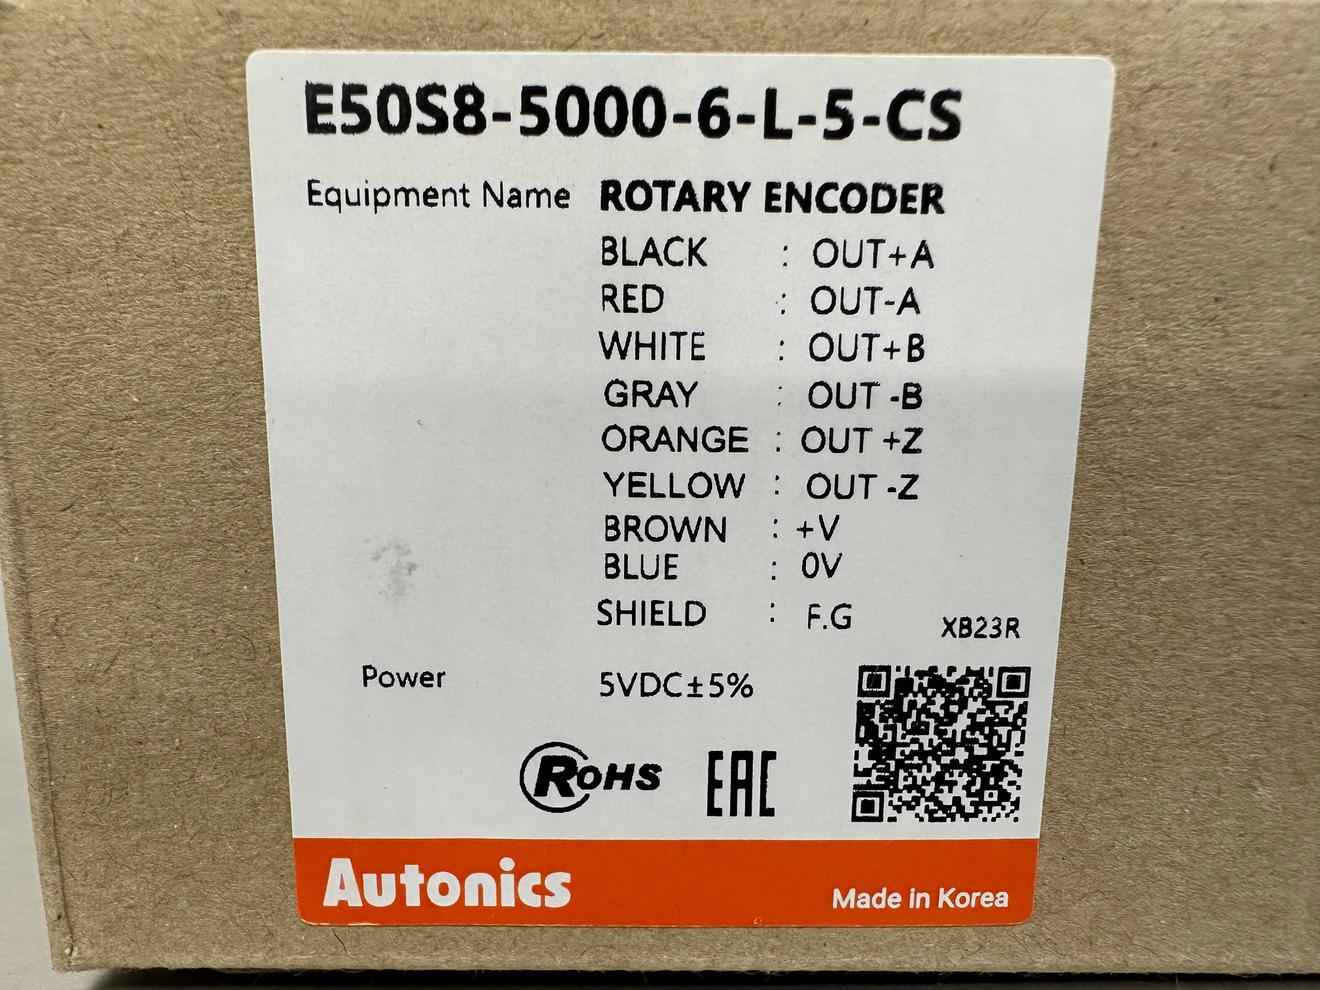 E50S8-5000-6-L-5-CS
Equipment Name ROTARY ENCODER
BLACK : OUT+A
RED : OUT-A
WHITE : OUT+B
GRAY : OUT -B
ORANGE : OUT +Z
YELLOW : OUT -Z
BROWN : +V
BLUE : 0V
SHIELD : F.G
XB23R
Power 5VDC±5%
RoHS EAC
Autonics
Made in Korea